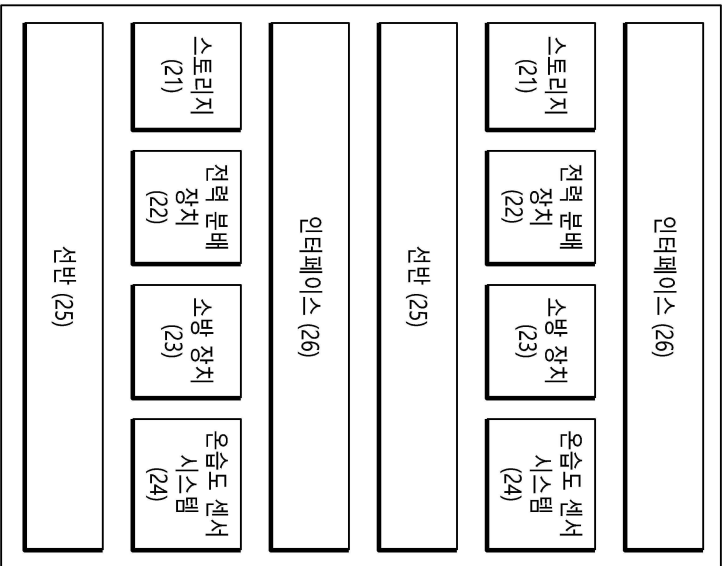 인터페이스 (26)
스토리지
(21)
전력 분배
장치
(22)
소방 장치
(23)
온습도 센서
시스템
(24)
선반 (25)
인터페이스 (26)
스토리지
(21)
전력 분배
장치
(22)
소방 장치
(23)
온습도 센서
시스템
(24)
선반 (25)